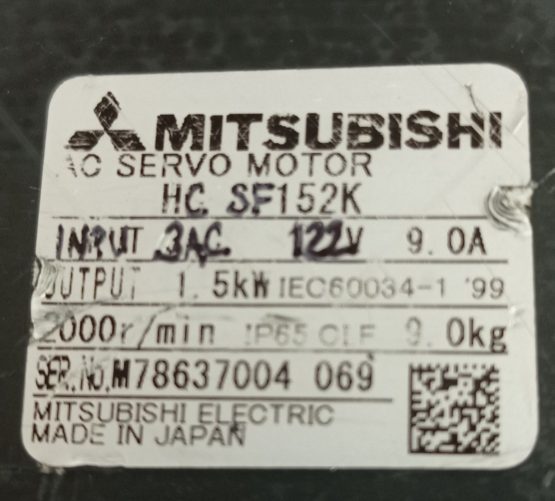 MITSUBISHI
AC SERVO MOTOR
HC SF152K
INPUT 3AC 122V 9.0A
OUTPUT 1.5kW IEC60034-1 '99
2000r/min IP65 CLF 9.0kg
SER.No.M78637004 069
MITSUBISHI ELECTRIC
MADE IN JAPAN